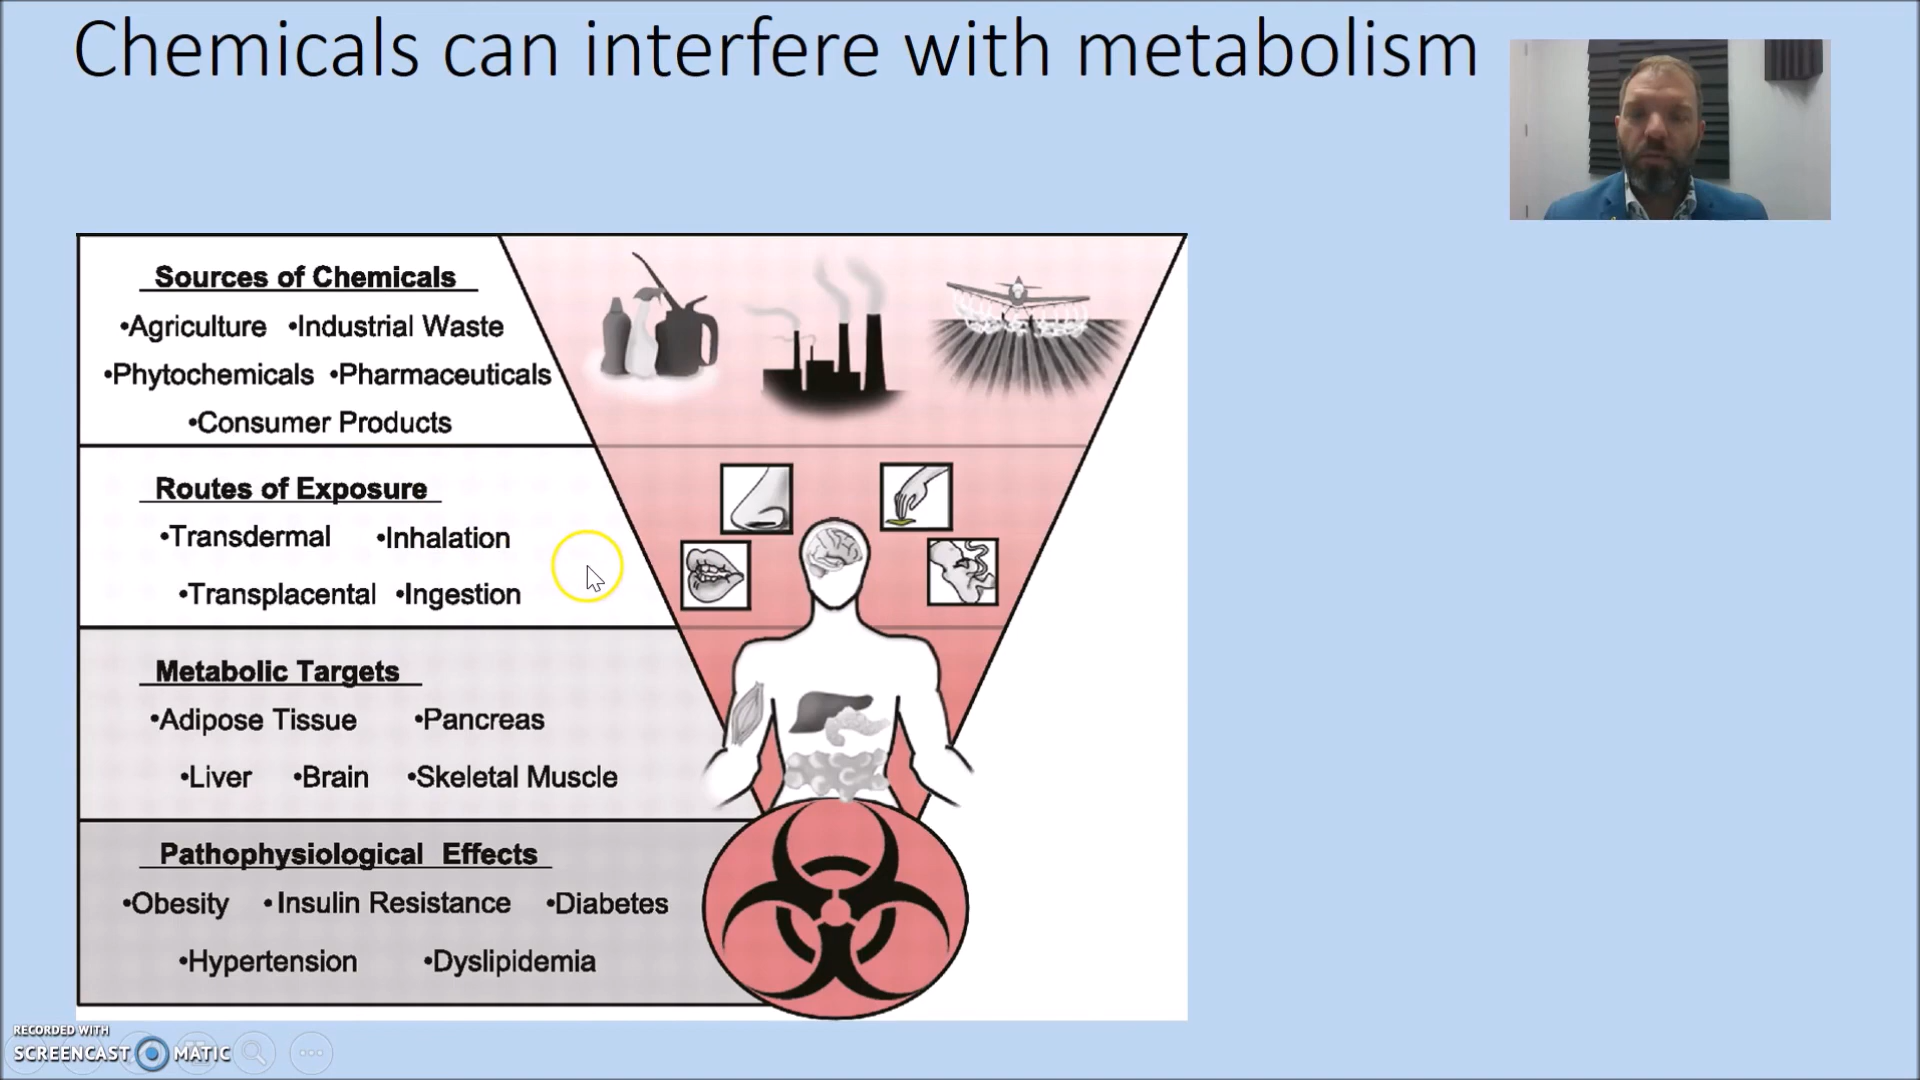 Chemicals can interfere with metabolism
Sources of Chemicals
•Agriculture •Industrial Waste
•Phytochemicals •Pharmaceuticals
•Consumer Products
Routes of Exposure
•Transdermal •Inhalation
•Transplacental •Ingestion
Metabolic Targets
•Adipose Tissue •Pancreas
•Liver •Brain •Skeletal Muscle
Pathophysiological Effects
•Obesity •Insulin Resistance •Diabetes
•Hypertension •Dyslipidemia
RECORDED WITH
SCREENCAST MATIC